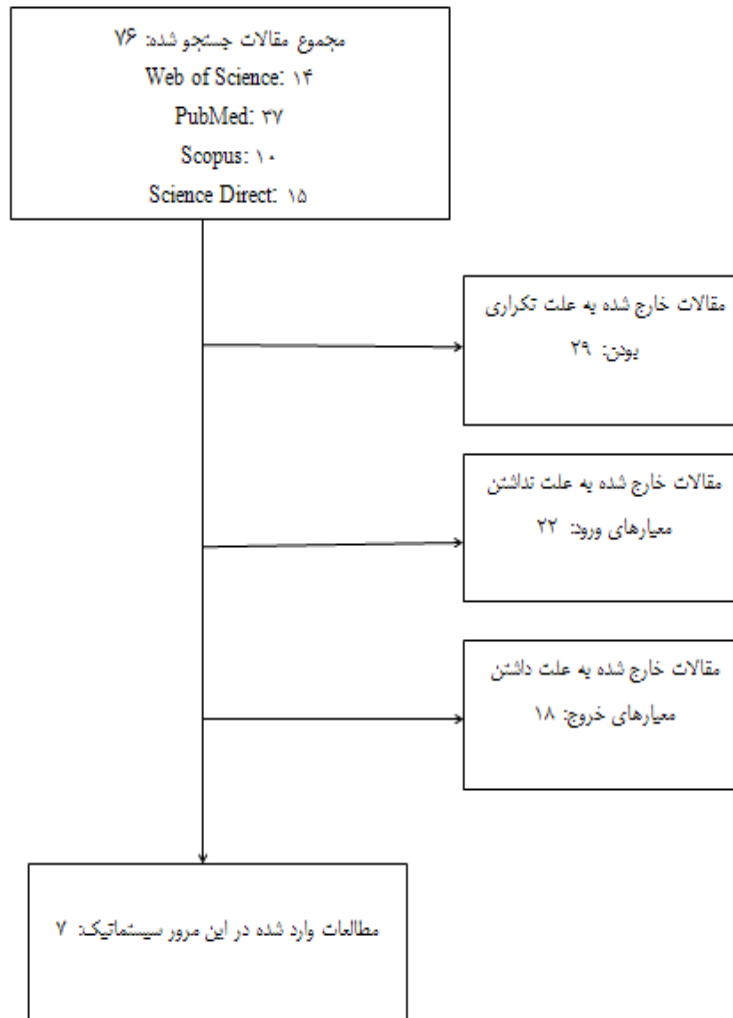 مجموع مقالات جستجو شده: ۷۶
Web of Science: ۱۴
PubMed: ۳۷
Scopus: ۱۰
Science Direct: ۱۵
مقالات خارج شده به علت تکراری
بودن: ۲۹
مقالات خارج شده به علت نداشتن
معیارهای ورود: ۲۲
مقالات خارج شده به علت داشتن
معیارهای خروج: ۱۸
مطالعات وارد شده در این مرور سیستماتیک: ۷